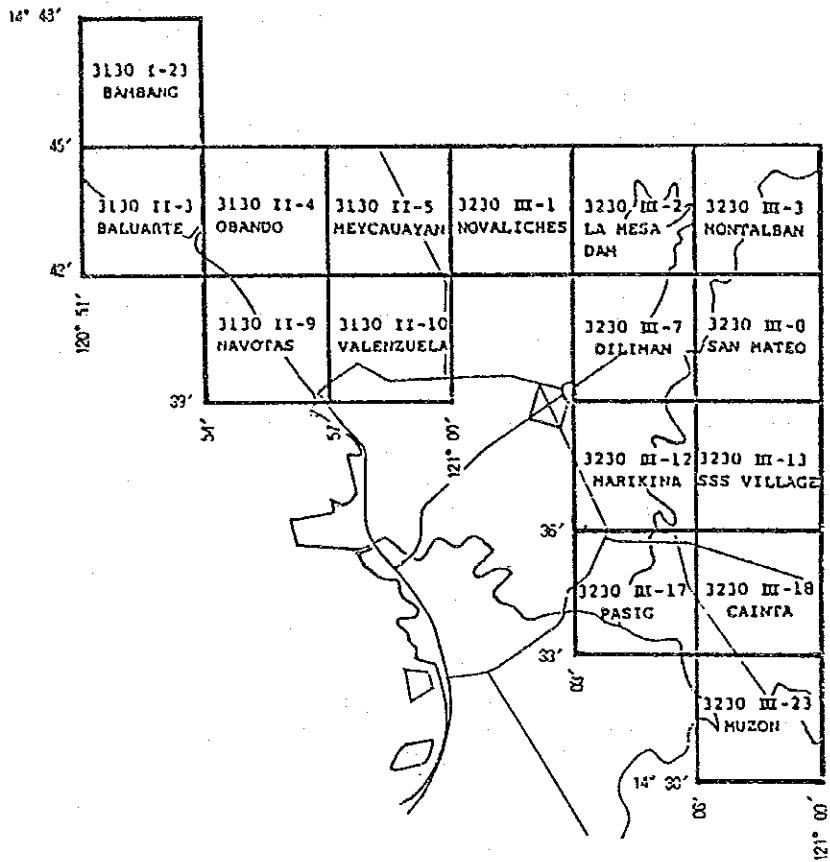 14° 43'
3130 I-23
BAMBANG
45'
3130 II-3
BALUARTE
3130 II-4
OBANDO
3130 II-5
MEYCAUAYAN
3230 III-1
NOVALICHES
3230 III-2
LA MESA
DAM
3230 III-3
MONTALBAN
42'
120° 51'
3130 II-9
NAVOTAS
3130 II-10
VALENZUELA
3230 III-7
DILIMAN
3230 III-8
SAN MATEO
39'
54'
57'
121° 00'
3230 III-12
MARIKINA
3230 III-13
SSS VILLAGE
36'
3230 III-17
PASIG
3230 III-18
CAINTA
33'
03'
3230 III-23
MUZON
14° 30'
06'